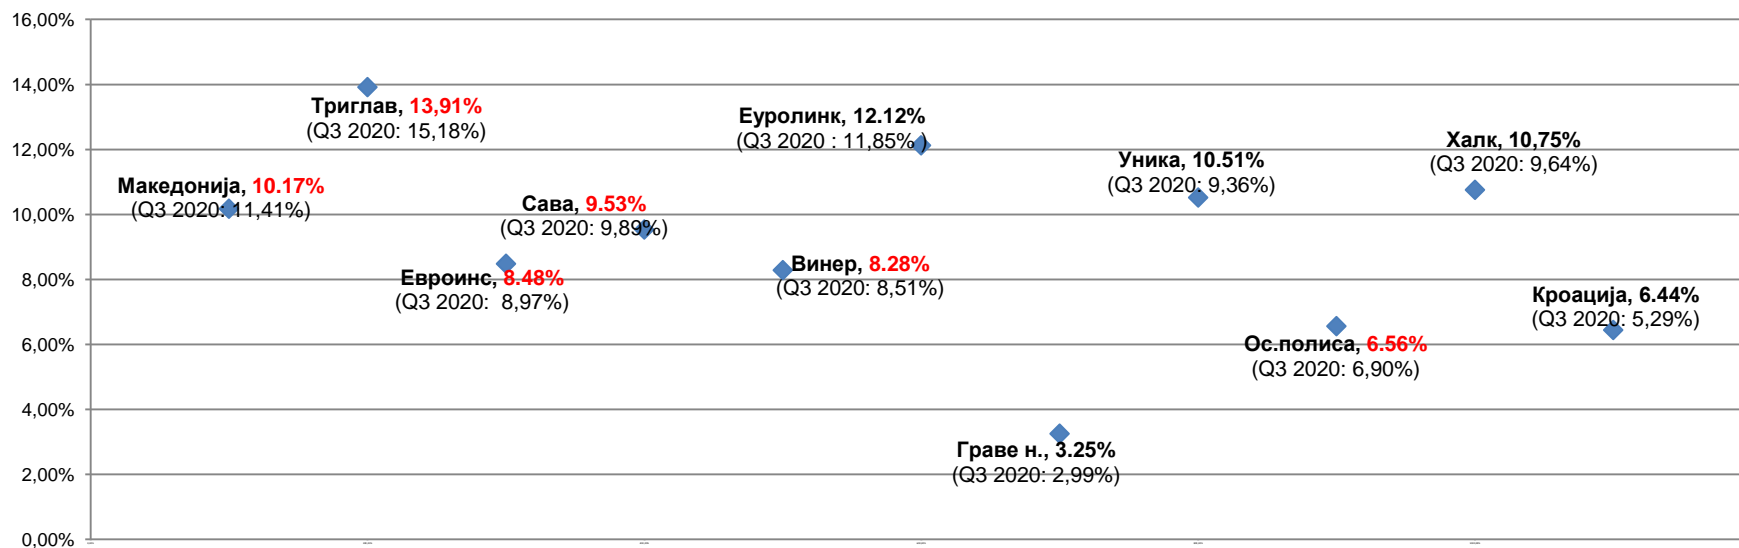 16,00%
14,00%
12,00%
10,00%
8,00%
6,00%
4,00%
2,00%
0,00%
Македонија, 10.17%
(Q3 2020: 11,41%)
Триглав, 13,91%
(Q3 2020: 15,18%)
Евроинс, 8.48%
(Q3 2020:  8,97%)
Сава, 9.53%
(Q3 2020: 9,89%)
Винер, 8.28%
(Q3 2020: 8,51%)
Еуролинк, 12.12%
(Q3 2020 : 11,85% )
Граве н., 3.25%
(Q3 2020: 2,99%)
Уника, 10.51%
(Q3 2020: 9,36%)
Ос.полиса, 6.56%
(Q3 2020: 6,90%)
Халк, 10,75%
(Q3 2020: 9,64%)
Кроација, 6.44%
(Q3 2020: 5,29%)